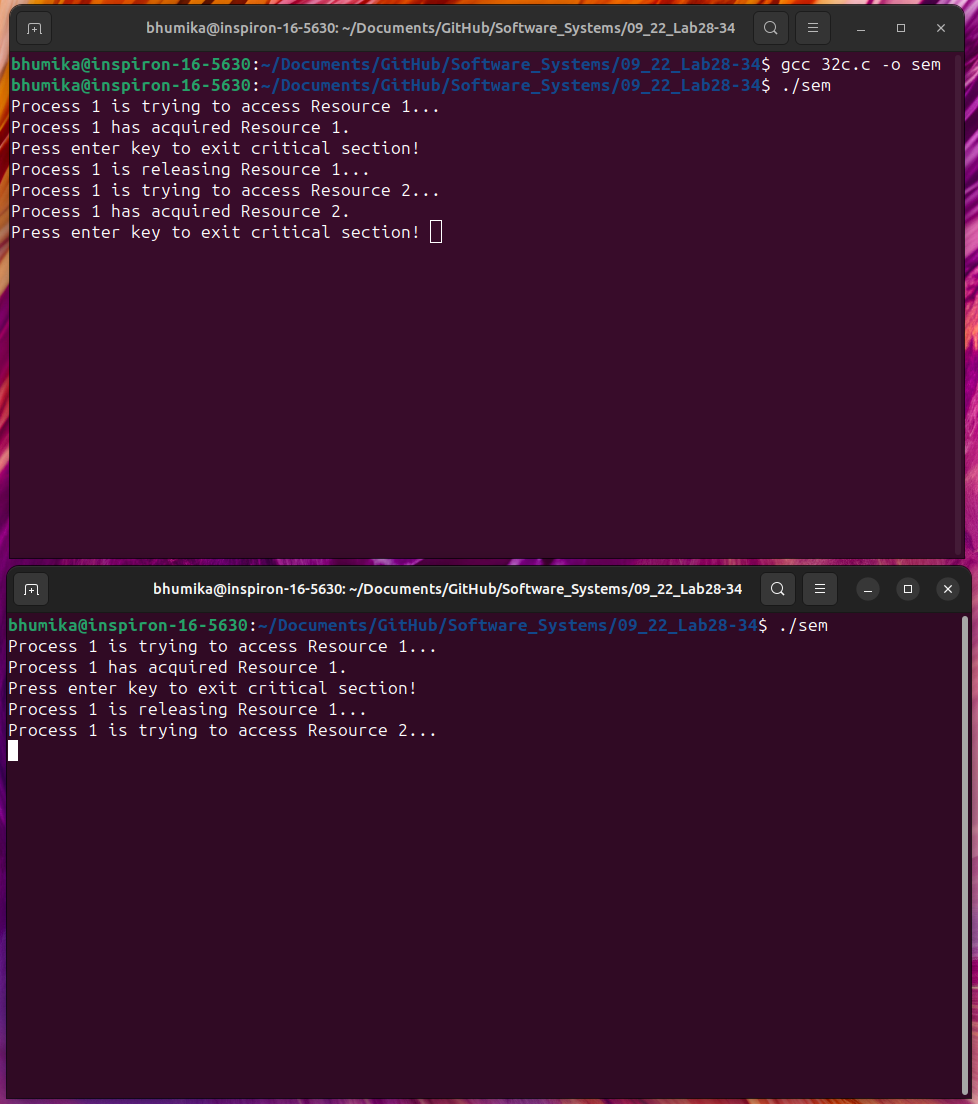 bhumika@inspiron-16-5630: ~/Documents/GitHub/Software_Systems/09_22_Lab28-34
bhumika@inspiron-16-5630:~/Documents/GitHub/Software_Systems/09_22_Lab28-34$ gcc 32c.c -o sem
bhumika@inspiron-16-5630:~/Documents/GitHub/Software_Systems/09_22_Lab28-34$ ./sem
Process 1 is trying to access Resource 1...
Process 1 has acquired Resource 1.
Press enter key to exit critical section!
Process 1 is releasing Resource 1...
Process 1 is trying to access Resource 2...
Process 1 has acquired Resource 2.
Press enter key to exit critical section!
bhumika@inspiron-16-5630: ~/Documents/GitHub/Software_Systems/09_22_Lab28-34
bhumika@inspiron-16-5630:~/Documents/GitHub/Software_Systems/09_22_Lab28-34$ ./sem
Process 1 is trying to access Resource 1...
Process 1 has acquired Resource 1.
Press enter key to exit critical section!
Process 1 is releasing Resource 1...
Process 1 is trying to access Resource 2...